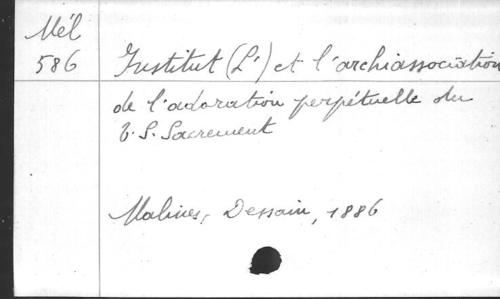 Mél
586
Institut (L') et l'archiassociation
de l'adoration perpétuelle du
T. S. Sacrement
Malines, Dessain, 1886